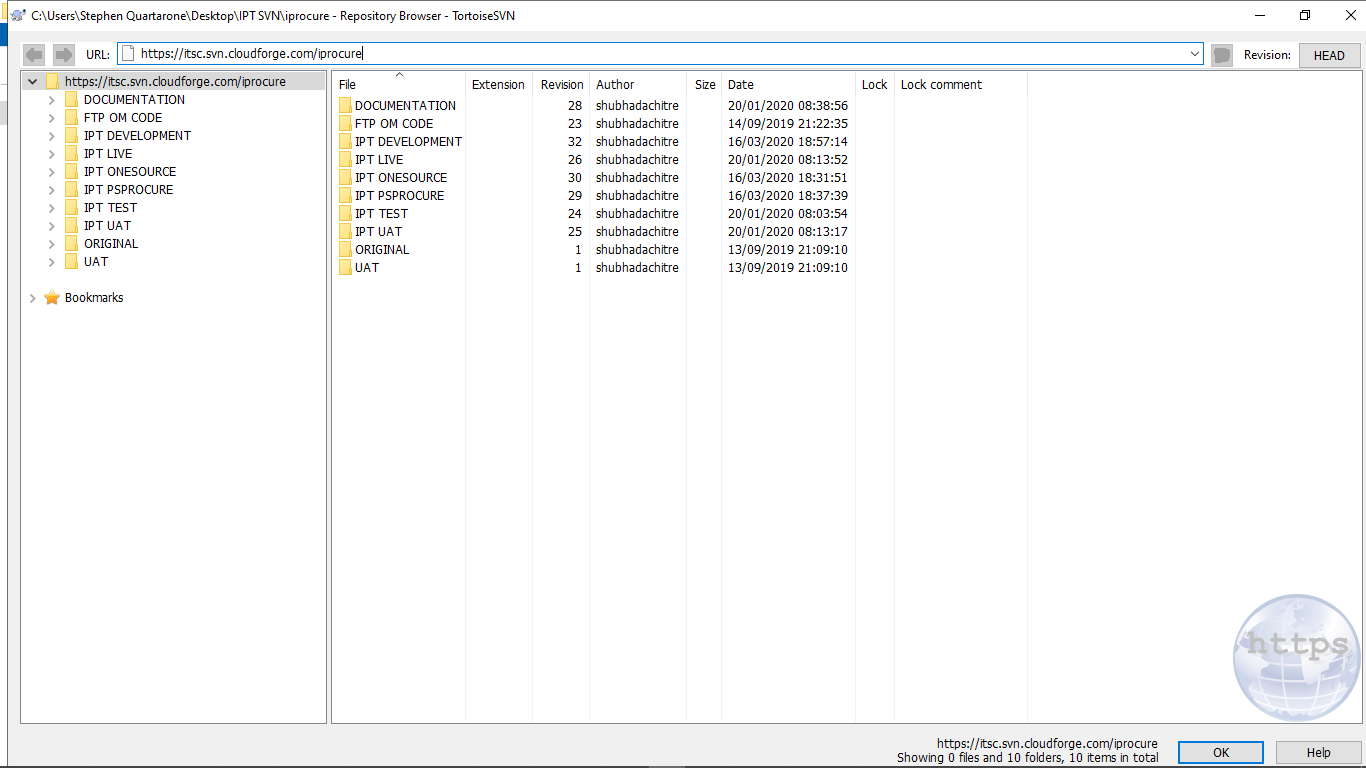 C:\Users\Stephen Quartarone\Desktop\IPT SVN\iprocure - Repository Browser - TortoiseSVN
URL: https://itsc.svn.cloudforge.com/iprocure Revision: HEAD
https://itsc.svn.cloudforge.com/iprocure
DOCUMENTATION
FTP OM CODE
IPT DEVELOPMENT
IPT LIVE
IPT ONESOURCE
IPT PSPROCURE
IPT TEST
IPT UAT
ORIGINAL
UAT
Bookmarks
File Extension Revision Author Size Date Lock Lock comment
DOCUMENTATION 28 shubhadachitre 20/01/2020 08:38:56
FTP OM CODE 23 shubhadachitre 14/09/2019 21:22:35
IPT DEVELOPMENT 32 shubhadachitre 16/03/2020 18:57:14
IPT LIVE 26 shubhadachitre 20/01/2020 08:13:52
IPT ONESOURCE 30 shubhadachitre 16/03/2020 18:31:51
IPT PSPROCURE 29 shubhadachitre 16/03/2020 18:37:39
IPT TEST 24 shubhadachitre 20/01/2020 08:03:54
IPT UAT 25 shubhadachitre 20/01/2020 08:13:17
ORIGINAL 1 shubhadachitre 13/09/2019 21:09:10
UAT 1 shubhadachitre 13/09/2019 21:09:10
https
https://itsc.svn.cloudforge.com/iprocure
Showing 0 files and 10 folders, 10 items in total
OK Help